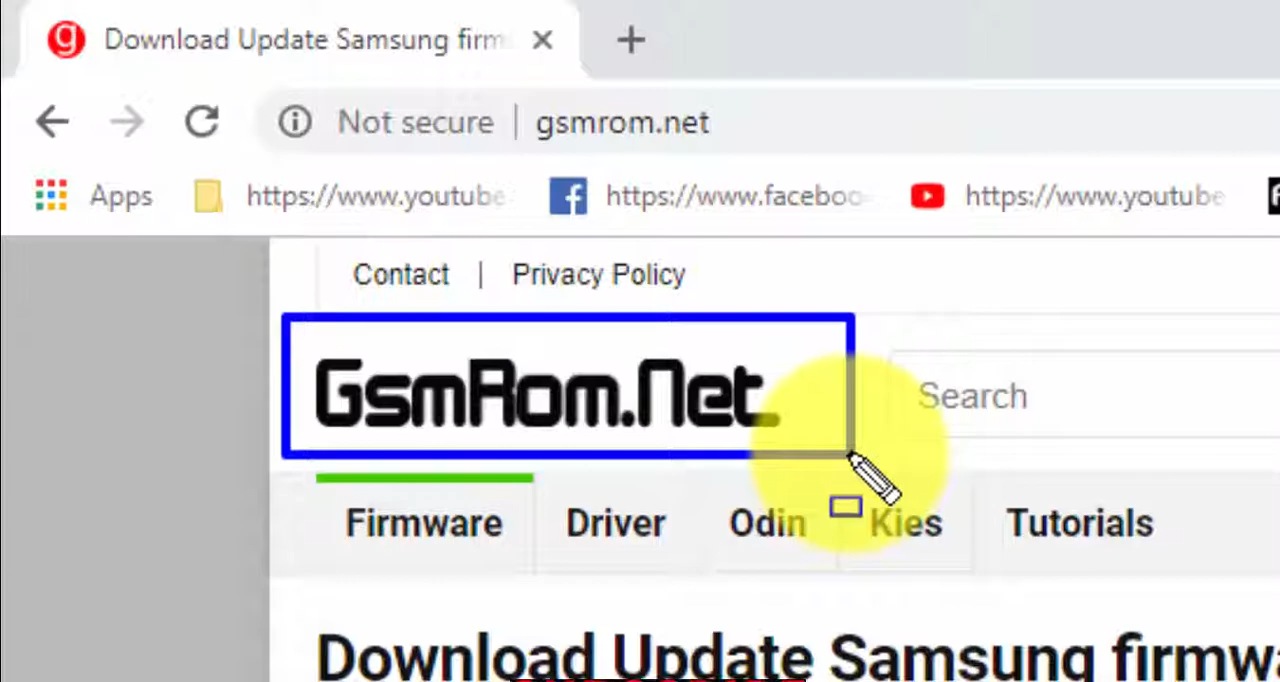 Download Update Samsung firm
Not secure | gsmrom.net
Apps https://www.youtube https://www.faceboo https://www.youtube
Contact | Privacy Policy
GsmRom.Net
Search
Firmware Driver Odin Kies Tutorials
Download Update Samsung firmwa